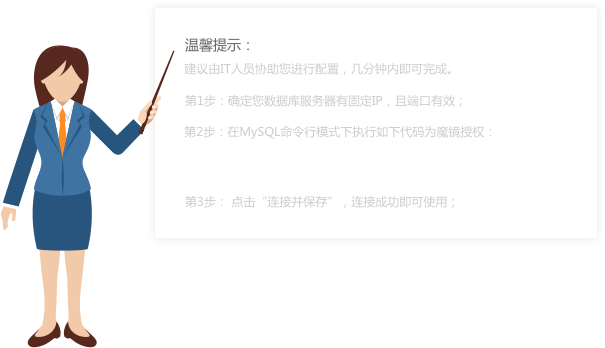 温馨提示：
建议由IT人员协助您进行配置，几分钟内即可完成。
第1步：确定您数据库服务器有固定IP，且端口有效；
第2步：在MySQL命令行模式下执行如下代码为魔镜授权：
第3步： 点击“连接并保存”，连接成功即可使用；